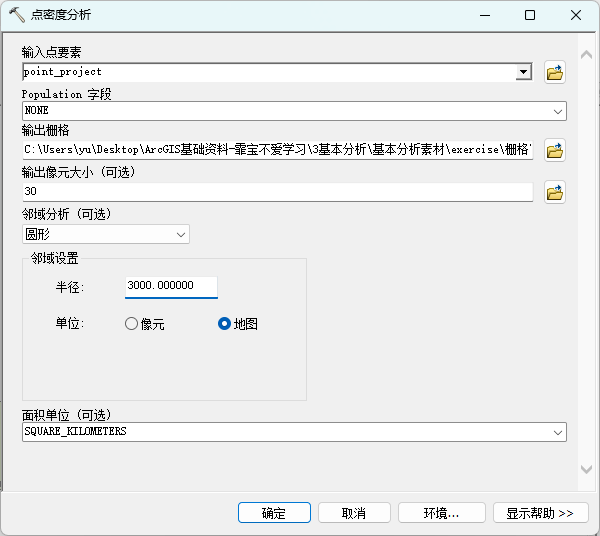 点密度分析
输入点要素
point_project
Population 字段
NONE
输出栅格
C:\Users\yu\Desktop\ArcGIS基础资料-霏宝不爱学习\3基本分析\基本分析素材\exercise\栅格
输出像元大小 (可选)
30
邻域分析 (可选)
圆形
邻域设置
半径:
3000.000000
单位:
像元
地图
面积单位 (可选)
SQUARE_KILOMETERS
确定
取消
环境...
显示帮助 >>